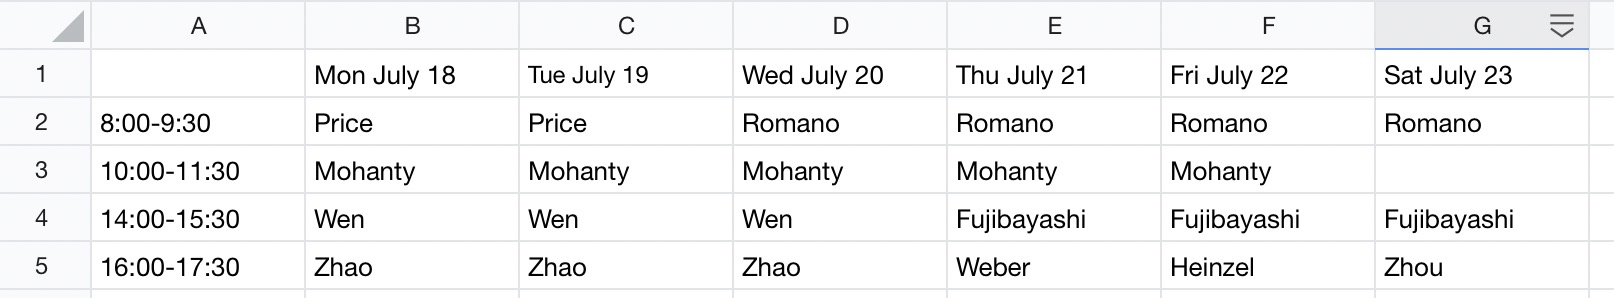 A B C D E F G
1 Mon July 18 Tue July 19 Wed July 20 Thu July 21 Fri July 22 Sat July 23
2 8:00-9:30 Price Price Romano Romano Romano Romano
3 10:00-11:30 Mohanty Mohanty Mohanty Mohanty Mohanty
4 14:00-15:30 Wen Wen Wen Fujibayashi Fujibayashi Fujibayashi
5 16:00-17:30 Zhao Zhao Zhao Weber Heinzel Zhou